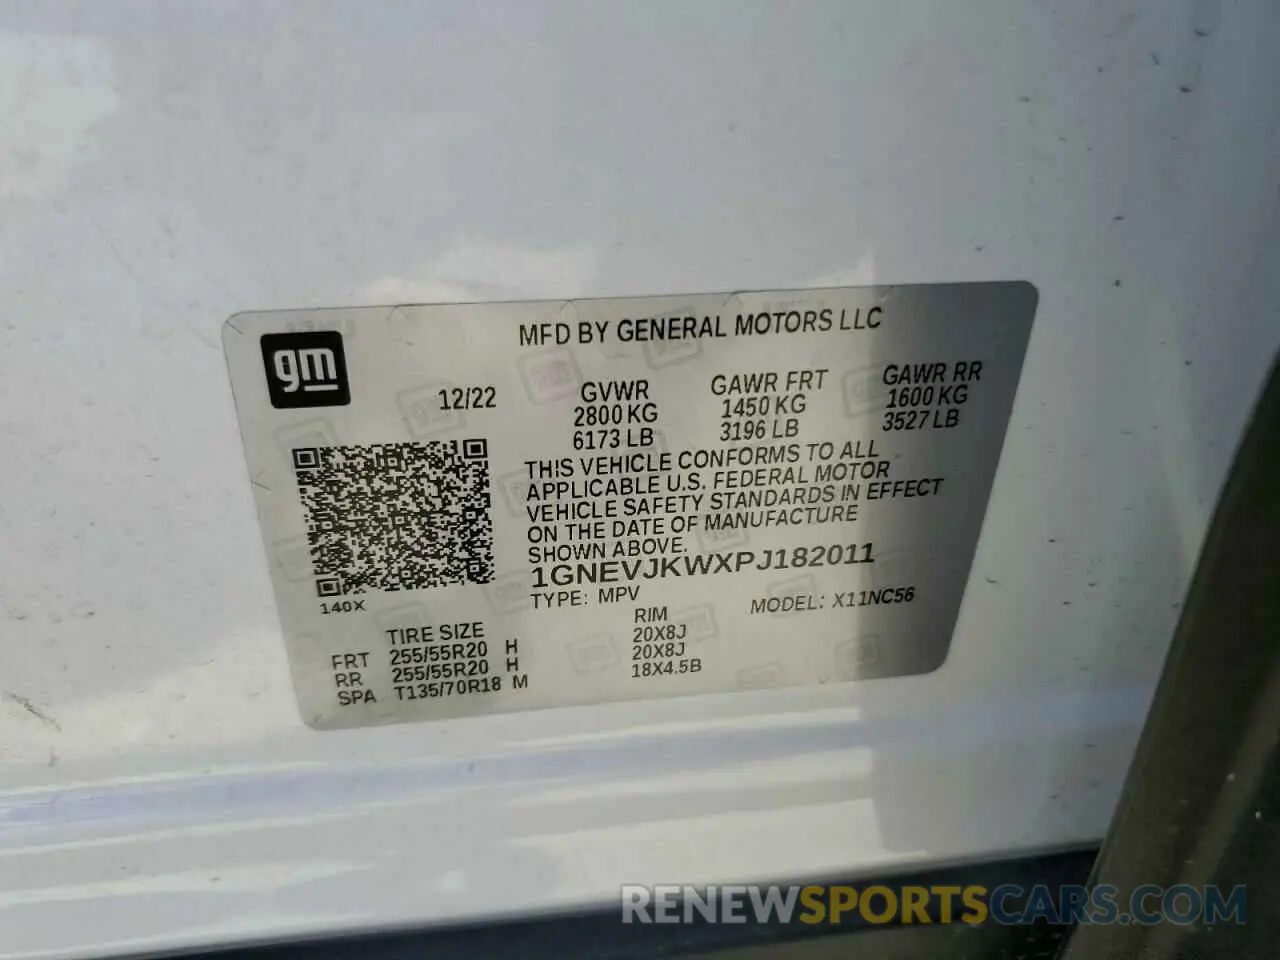 MFD BY GENERAL MOTORS LLC
gm
12/22
GVWR
2800 KG
6173 LB
GAWR FRT
1450 KG
3196 LB
GAWR RR
1600 KG
3527 LB
THIS VEHICLE CONFORMS TO ALL
APPLICABLE U.S. FEDERAL MOTOR
VEHICLE SAFETY STANDARDS IN EFFECT
ON THE DATE OF MANUFACTURE
SHOWN ABOVE.
1GNEVJKWXPJ182011
140X
TYPE: MPV
MODEL: X11NC56
TIRE SIZE RIM
FRT 255/55R20 H 20X8J
RR 255/55R20 H 20X8J
SPA T135/70R18 M 18X4.5B
RENEWSPORTSCARS.COM